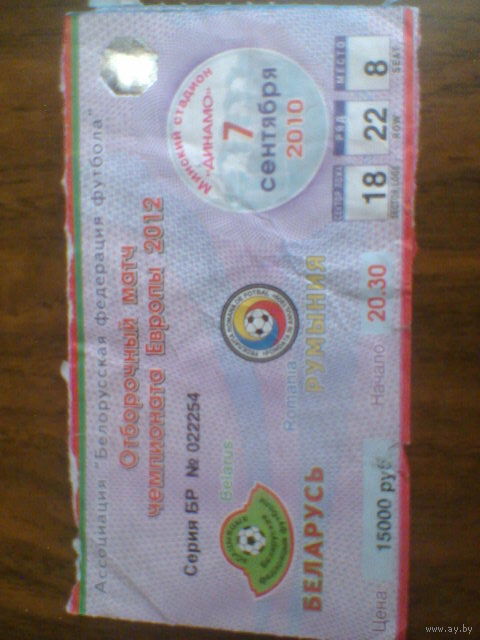 Ассоциация "Белорусская федерация футбола"
Отборочный матч
чемпионата Европы 2012
Серия БР № 022254
Минский стадион
"ДИНАМО"
7
сентября
2010
МЕСТО
8
SEAT
РЯД
22
ROW
18
SECTOR
Belarus
БЕЛАРУСЬ
Romania
РУМЫНИЯ
Цена: 15000 руб.
Начало: 20.30
www.ay.by